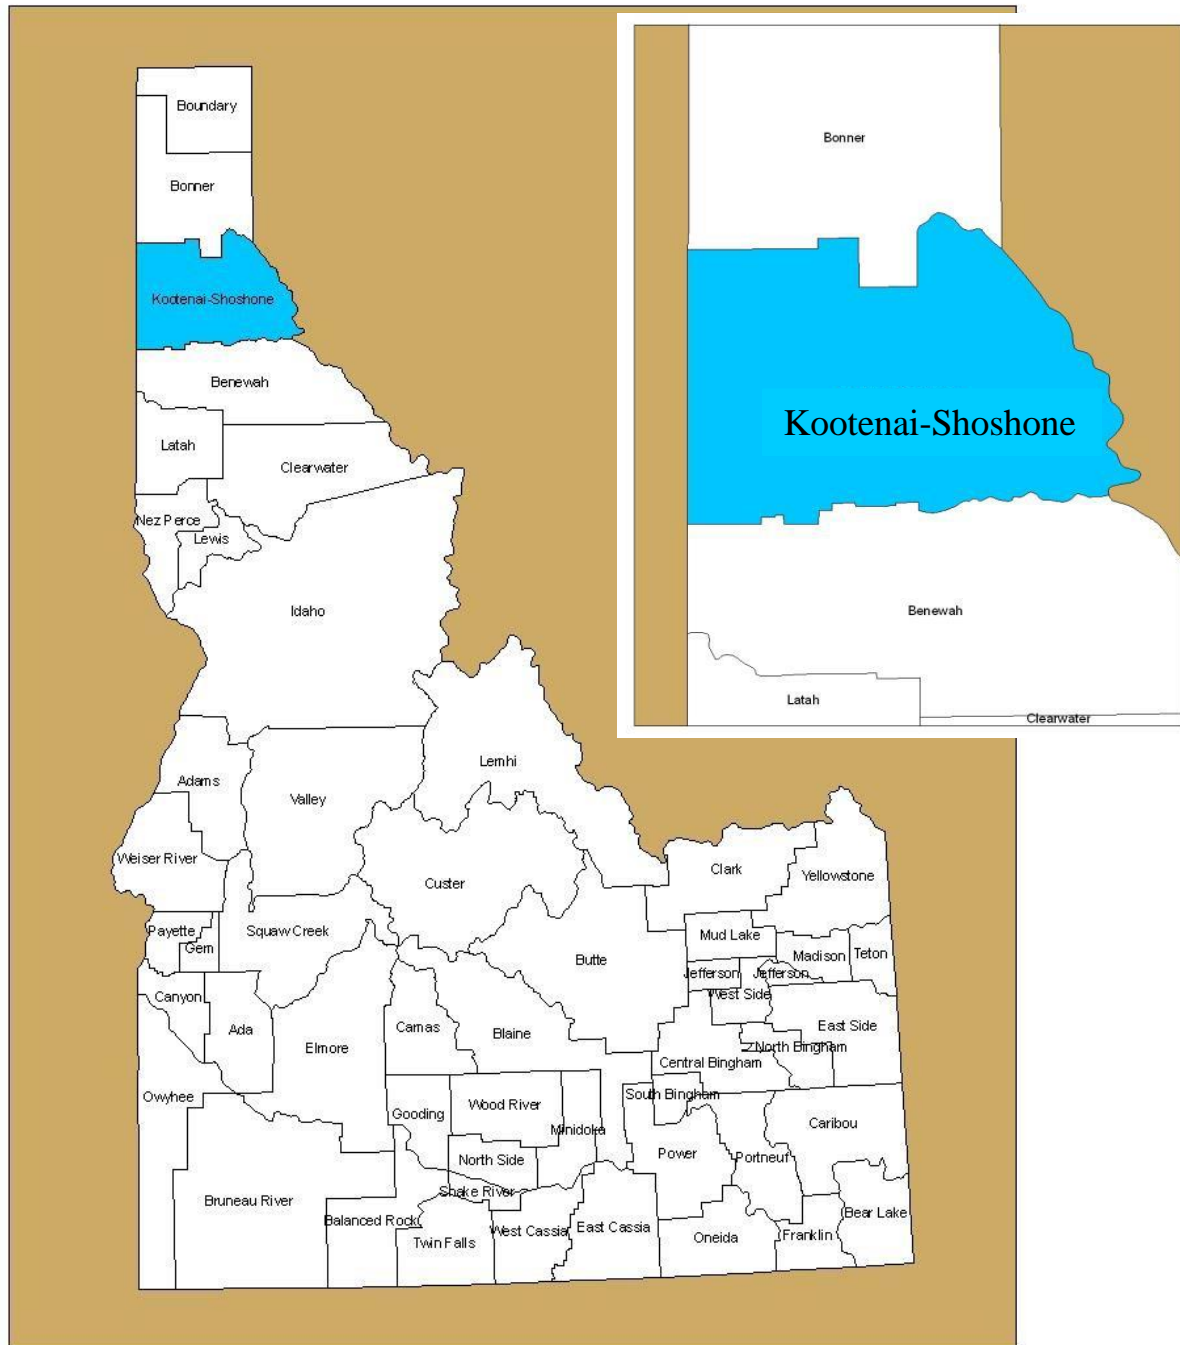 Boundary
Bonner
Kootenai-Shoshone
Benewah
Latah
Clearwater
Nez Perce
Lewis
Idaho
Bonner
Kootenai-Shoshone
Benewah
Latah
Clearwater
Lemhi
Adams
Valley
Weiser River
Custer
Clark
Yellowstone
Payette
Gem
Squaw Creek
Mud Lake
Madison
Teton
Butte
Jefferson
Jefferson
West Side
Canyon
Ada
Elmore
Camas
Blaine
East Side
North Bingham
Central Bingham
South Bingham
Owyhee
Gooding
Wood River
Minidoka
Caribou
North Side
Power
Portneuf
Snake River
Bruneau River
Balanced Rock
Twin Falls
West Cassia
East Cassia
Oneida
Franklin
Bear Lake